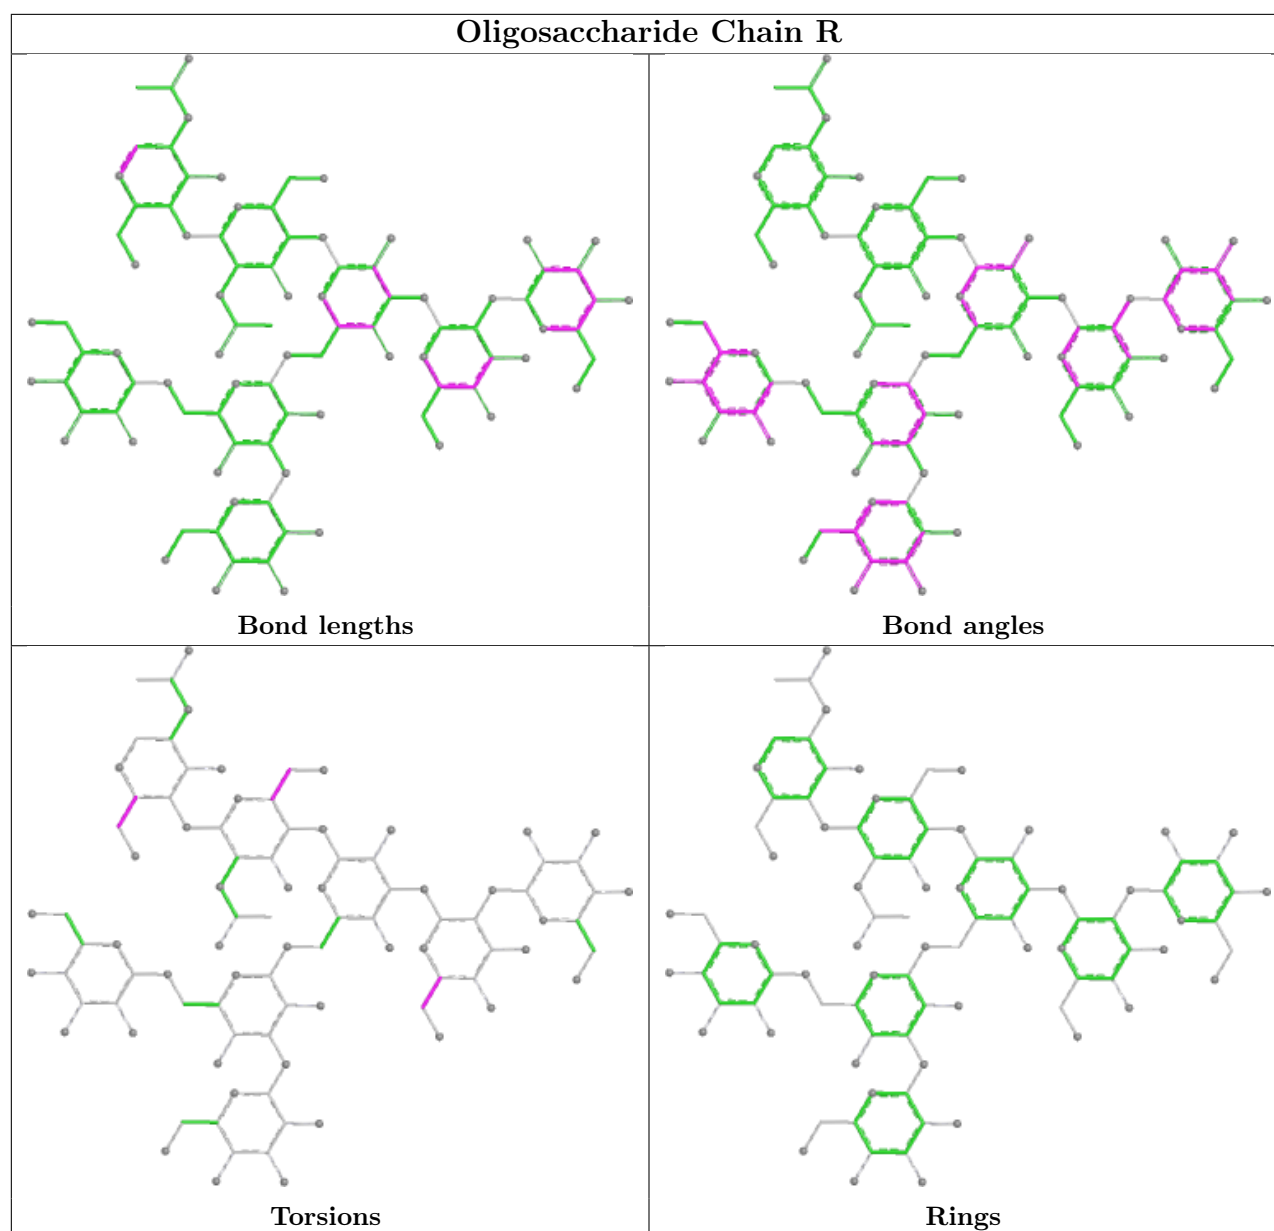 Oligosaccharide Chain R
Bond lengths
Bond angles
Torsions
Rings